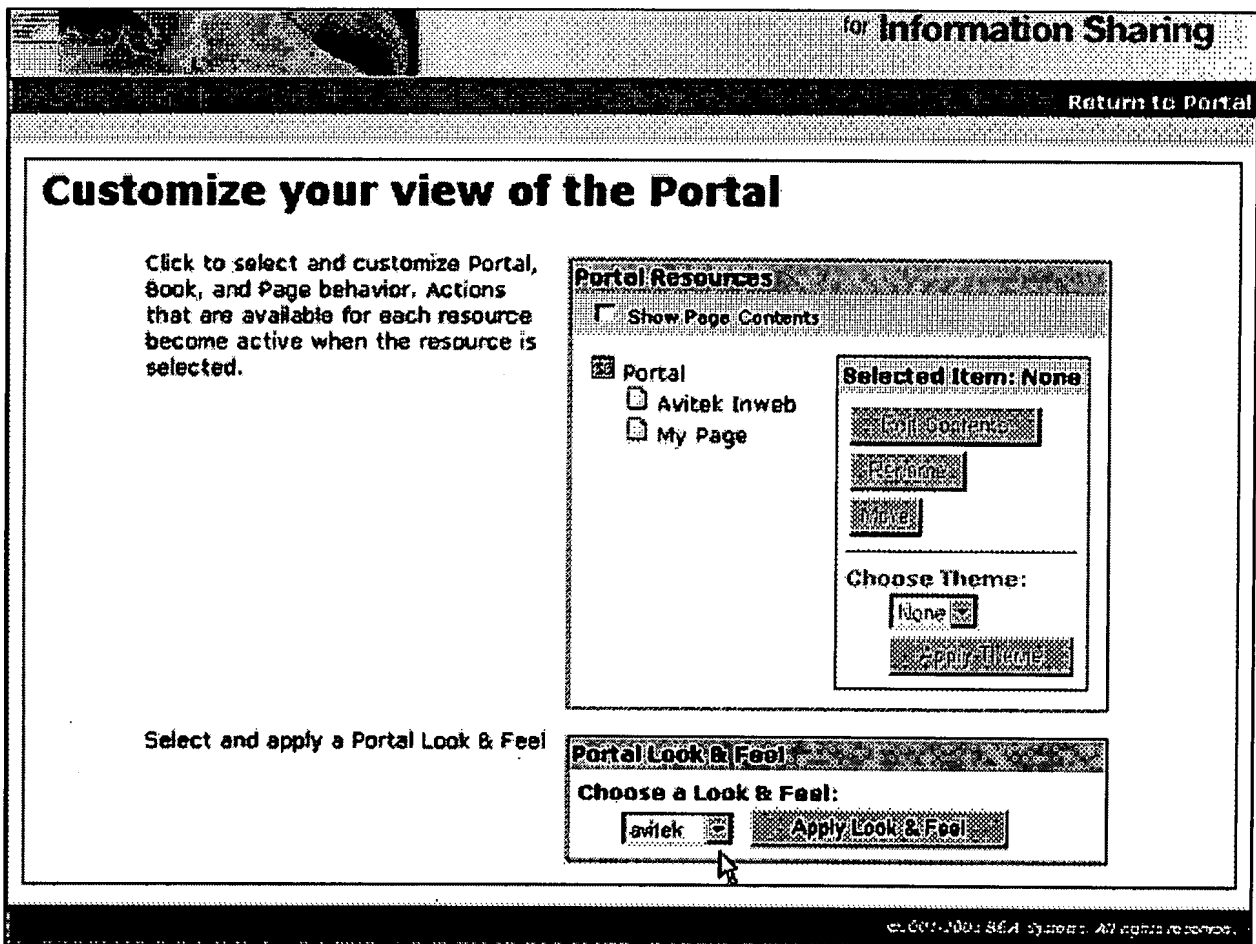 for Information Sharing
Return to Portal
Customize your view of the Portal
Click to select and customize Portal,
Book, and Page behavior. Actions
that are available for each resource
become active when the resource is
selected.
Portal Resources
Show Page Contents
Portal
Avitek Inweb
My Page
Selected Item: None
Edit Contents
Rename
Move
Choose Theme:
None
Apply Theme
Select and apply a Portal Look & Feel
Portal Look & Feel
Choose a Look & Feel:
avitek
Apply Look & Feel
BEA Systems. All rights reserved.